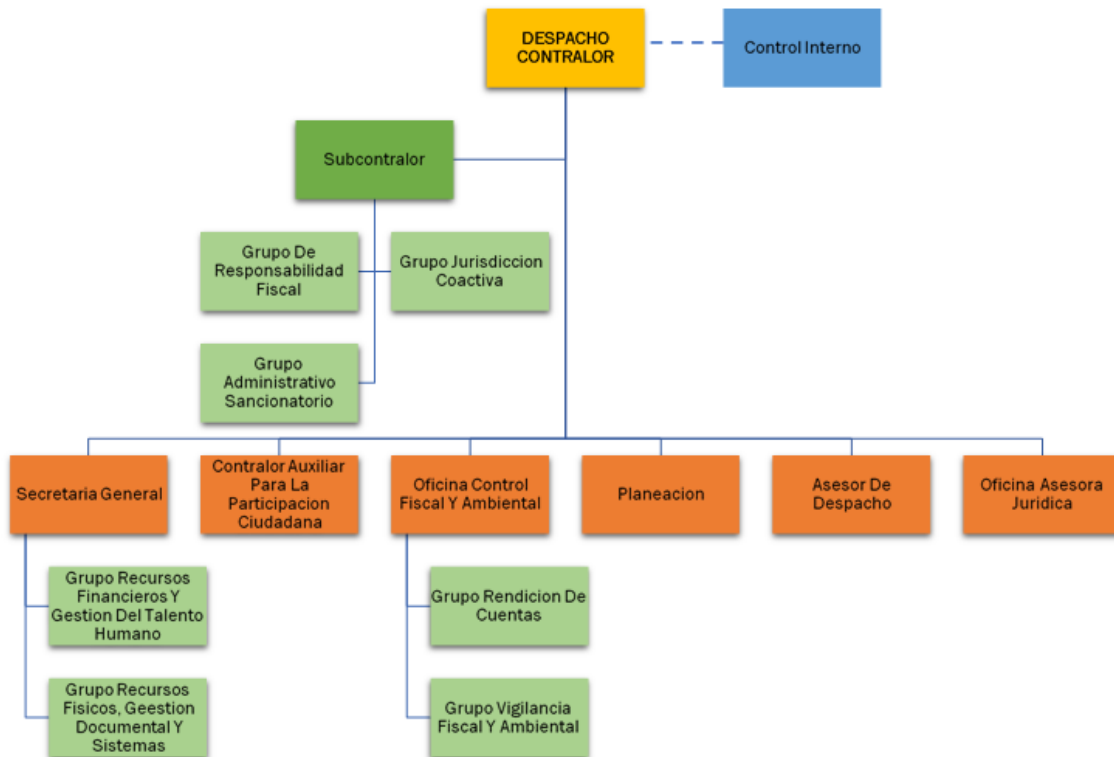 DESPACHO
CONTRALOR
Control Interno
Subcontralor
Grupo De
Responsabilidad
Fiscal
Grupo Jurisdiccion
Coactiva
Grupo
Administrativo
Sancionatorio
Secretaria General
Contralor Auxiliar
Para La
Participacion
Ciudadana
Oficina Control
Fiscal Y Ambiental
Planeacion
Asesor De
Despacho
Oficina Asesora
Juridica
Grupo Recursos
Financieros Y
Gestion Del Talento
Humano
Grupo Rendicion De
Cuentas
Grupo Recursos
Fisicos, Geestion
Documental Y
Sistemas
Grupo Vigilancia
Fiscal Y Ambiental